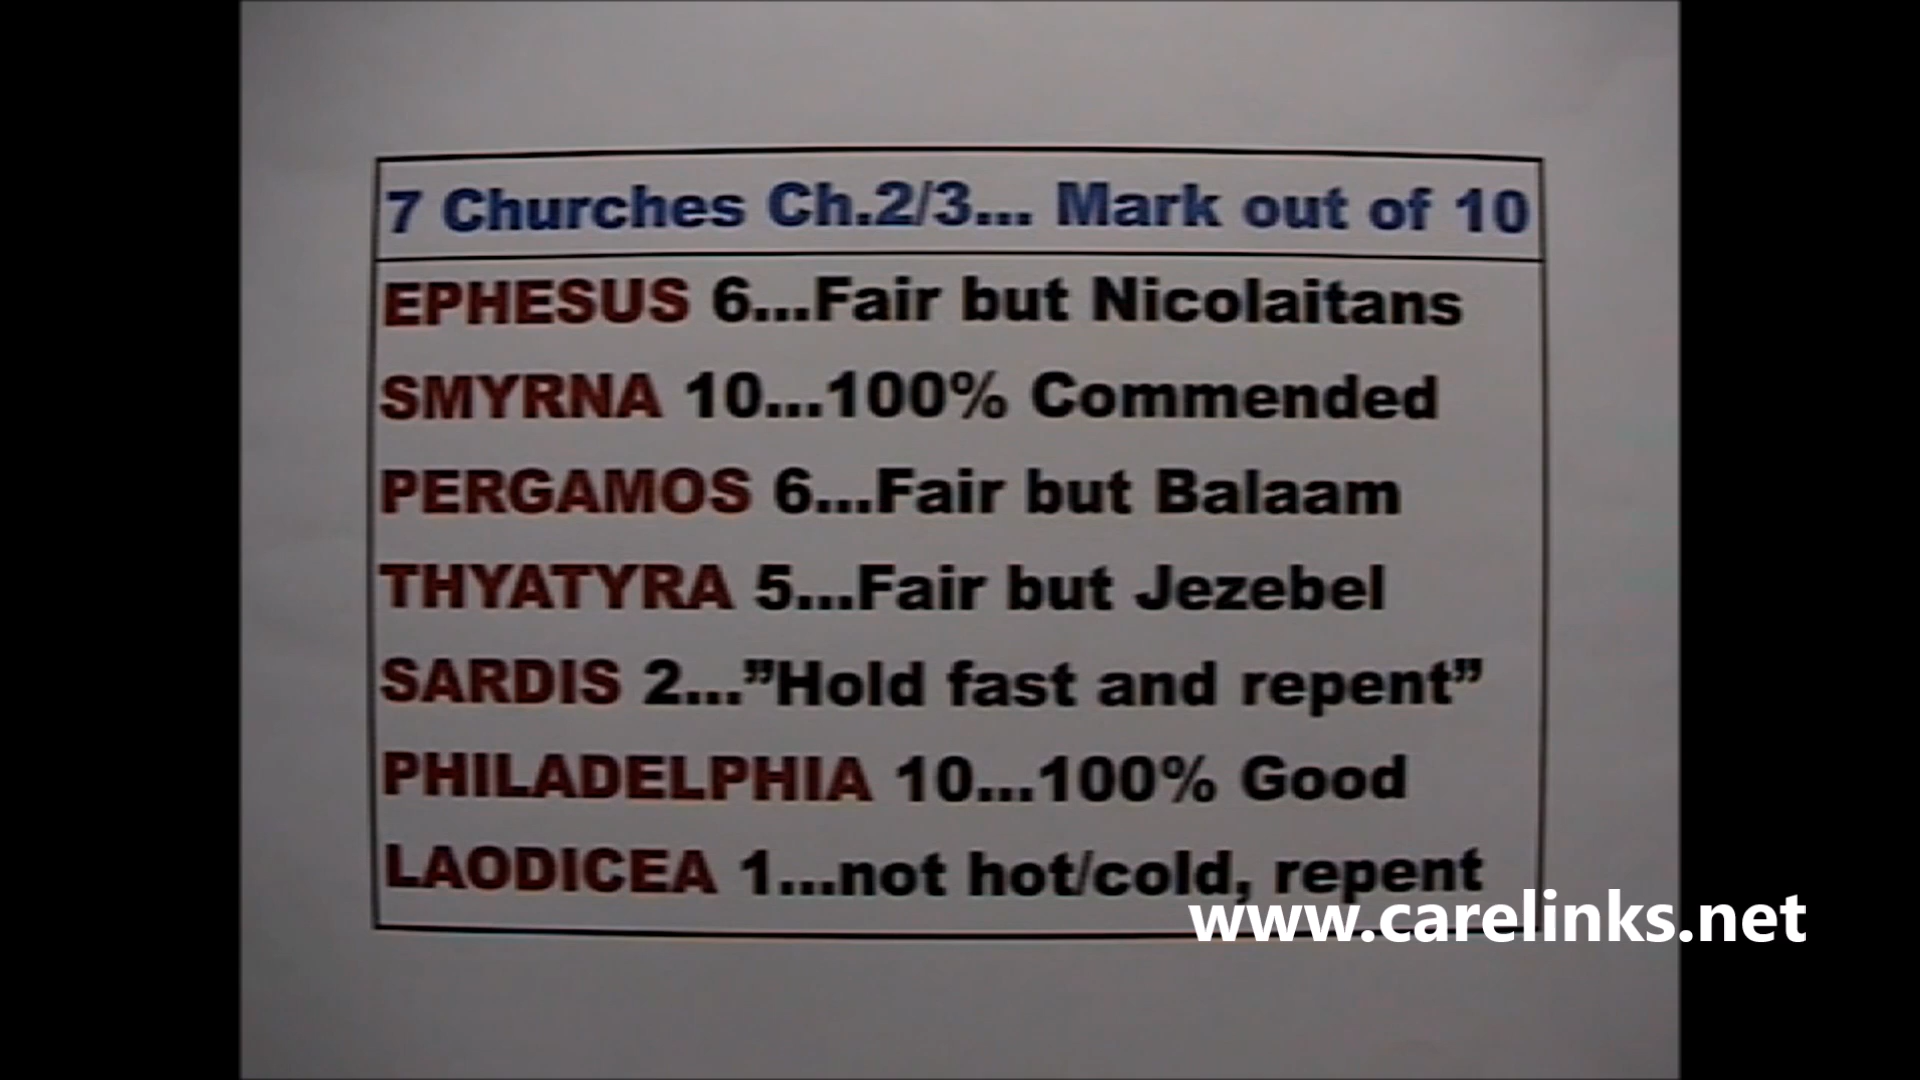 7 Churches Ch.2/3... Mark out of 10
EPHESUS 6...Fair but Nicolaitans
SMYRNA 10...100% Commended
PERGAMOS 6...Fair but Balaam
THYATYRA 5...Fair but Jezebel
SARDIS 2...”Hold fast and repent”
PHILADELPHIA 10...100% Good
LAODICEA 1...not hot/cold, repent
www.carelinks.net